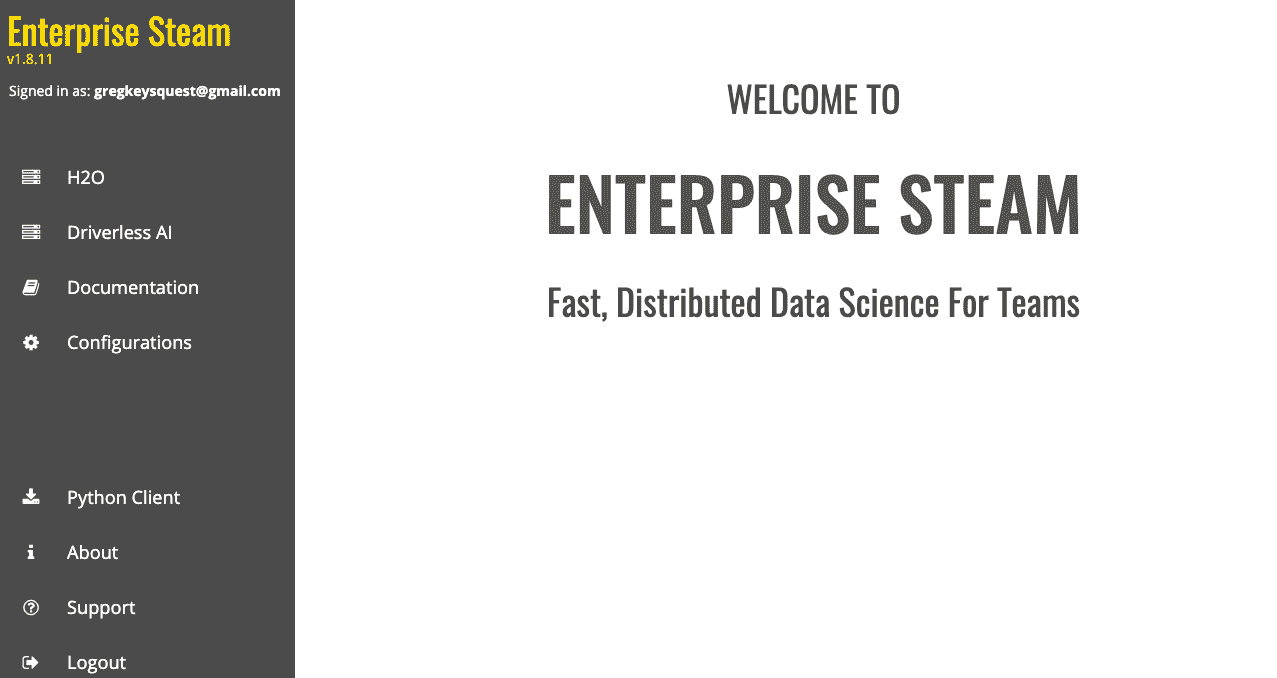 Enterprise Steam
v1.8.11
Signed in as: gregkeysquest@gmail.com
H2O
Driverless AI
Documentation
Configurations
Python Client
About
Support
Logout
WELCOME TO
ENTERPRISE STEAM
Fast, Distributed Data Science For Teams